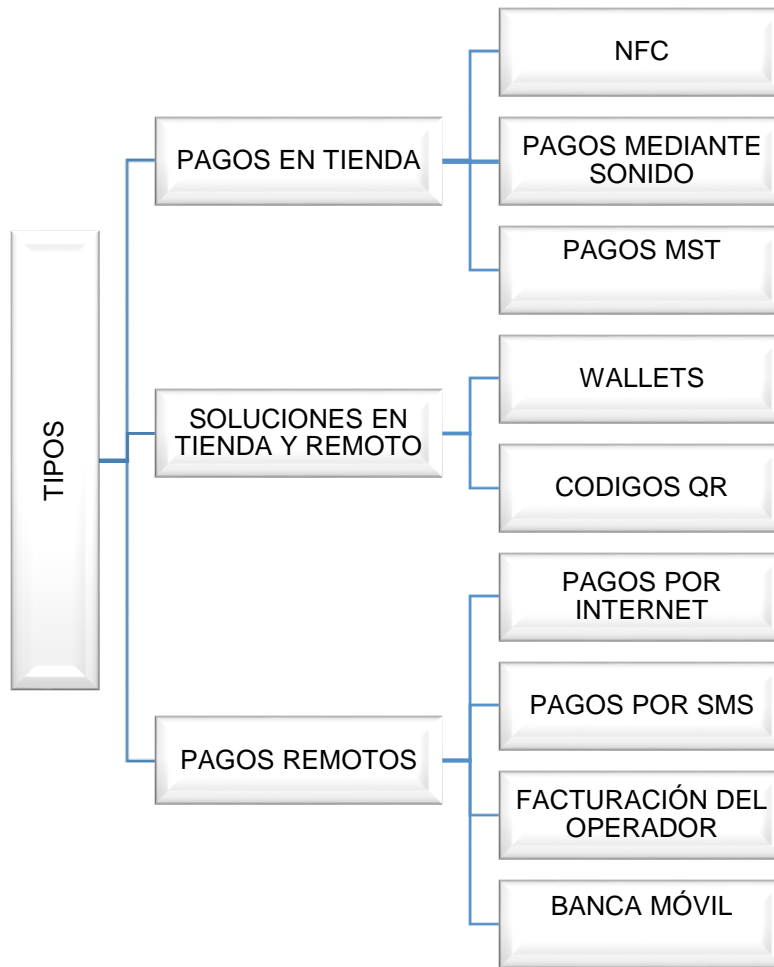 TIPOS
PAGOS EN TIENDA
NFC
PAGOS MEDIANTE
SONIDO
PAGOS MST
SOLUCIONES EN
TIENDA Y REMOTO
WALLETS
CODIGOS QR
PAGOS REMOTOS
PAGOS POR
INTERNET
PAGOS POR SMS
FACTURACIÓN DEL
OPERADOR
BANCA MÓVIL